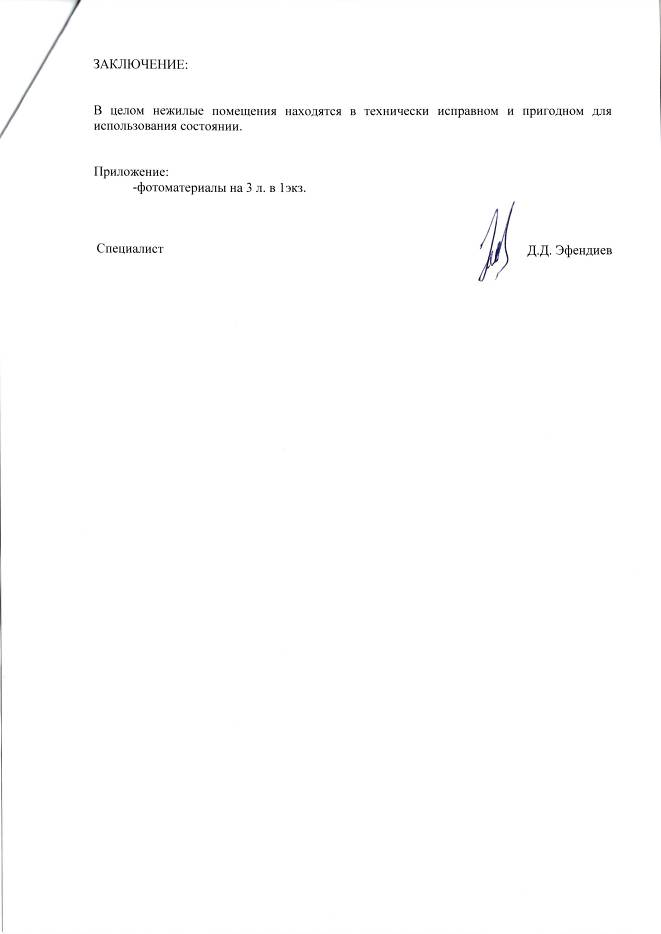 ЗАКЛЮЧЕНИЕ:
В целом нежилые помещения находятся в технически исправном и пригодном для
использования состоянии.
Приложение:
-фотоматериалы на 3 л. в 1экз.
Специалист Д.Д. Эфендиев